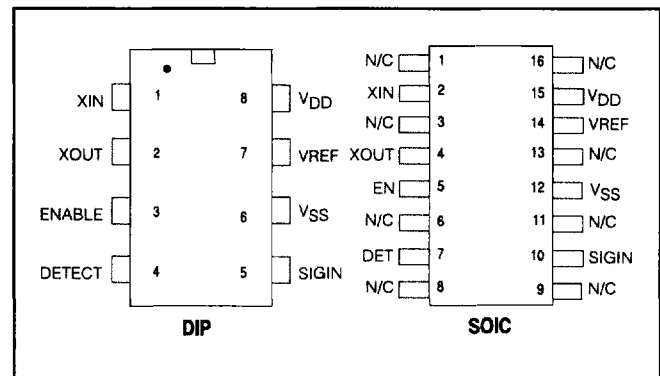 XIN 1 8 VDD
XOUT 2 7 VREF
ENABLE 3 6 VSS
DETECT 4 5 SIGIN
DIP
N/C 1 16 N/C
XIN 2 15 VDD
N/C 3 14 VREF
XOUT 4 13 N/C
EN 5 12 VSS
N/C 6 11 N/C
DET 7 10 SIGIN
N/C 8 9 N/C
SOIC